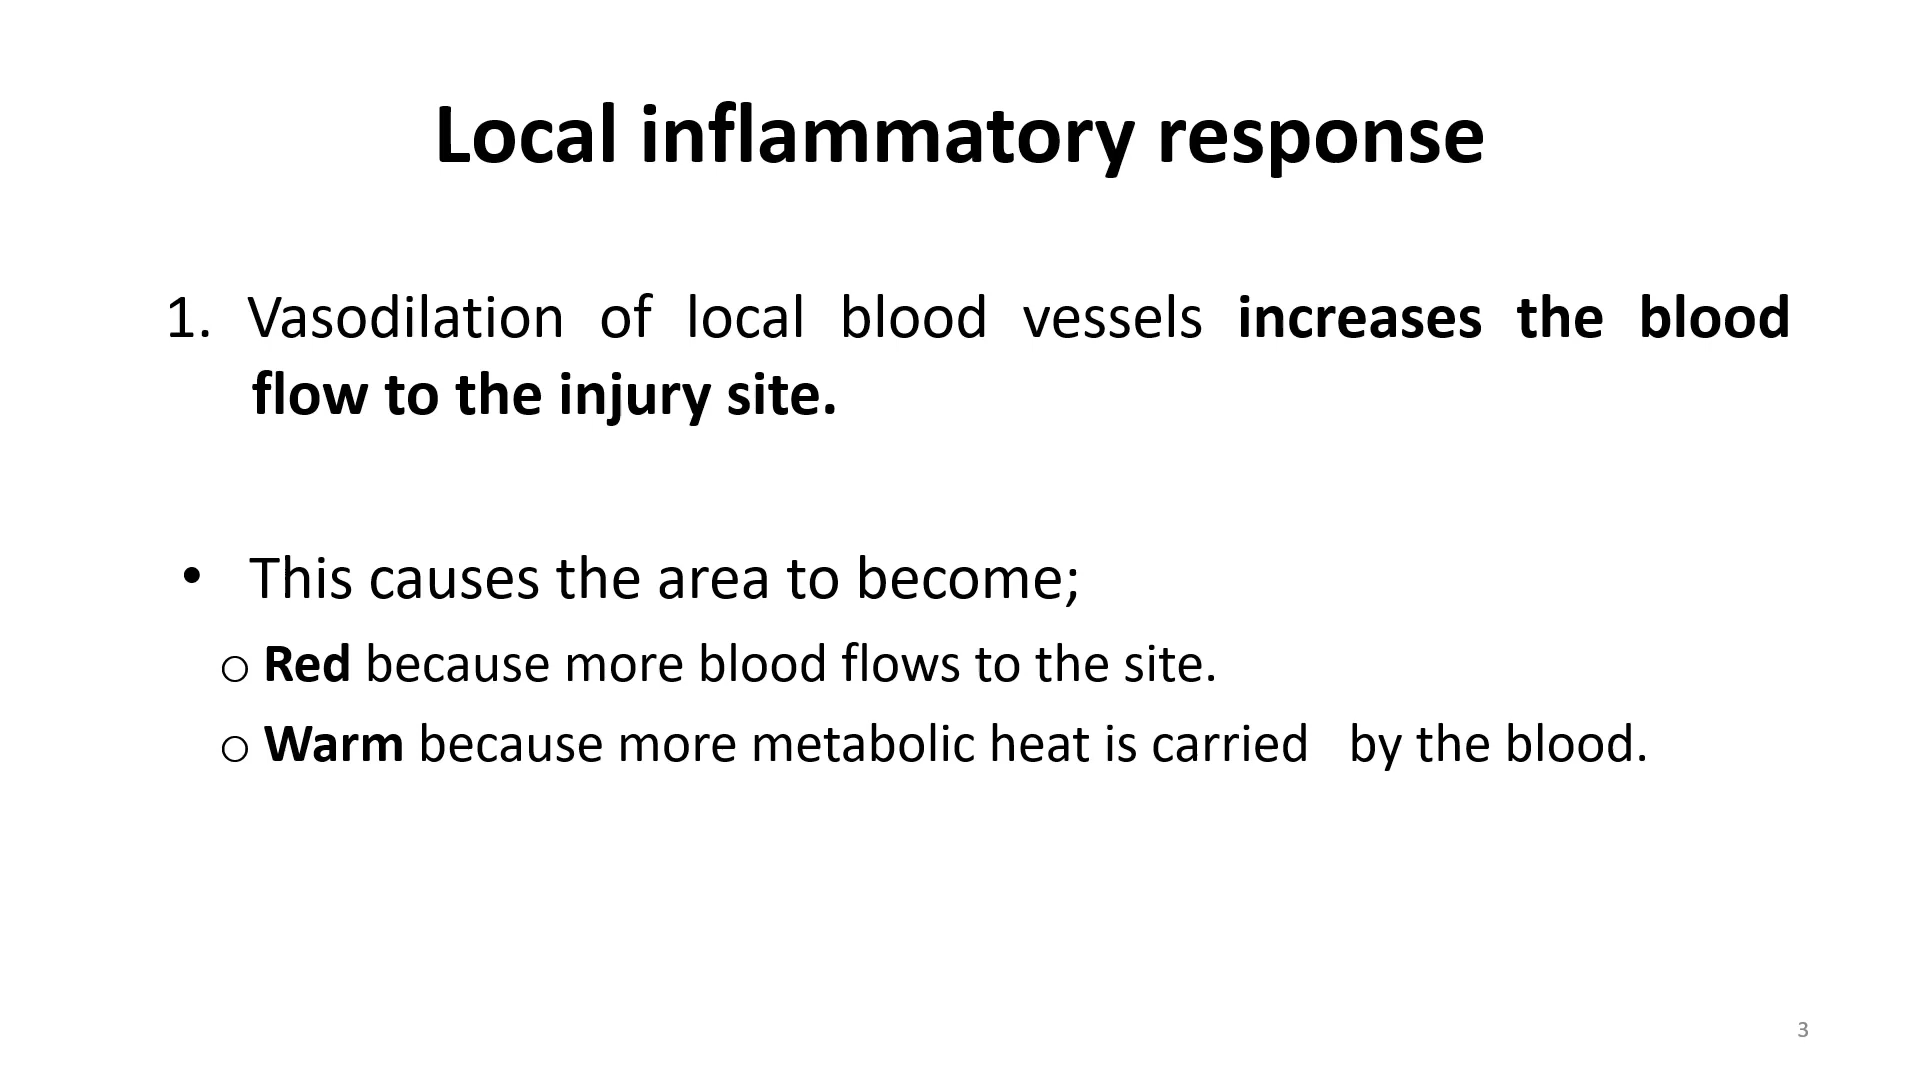 Local inflammatory response
1. Vasodilation of local blood vessels increases the blood
flow to the injury site.
• This causes the area to become;
o Red because more blood flows to the site.
o Warm because more metabolic heat is carried   by the blood.
3